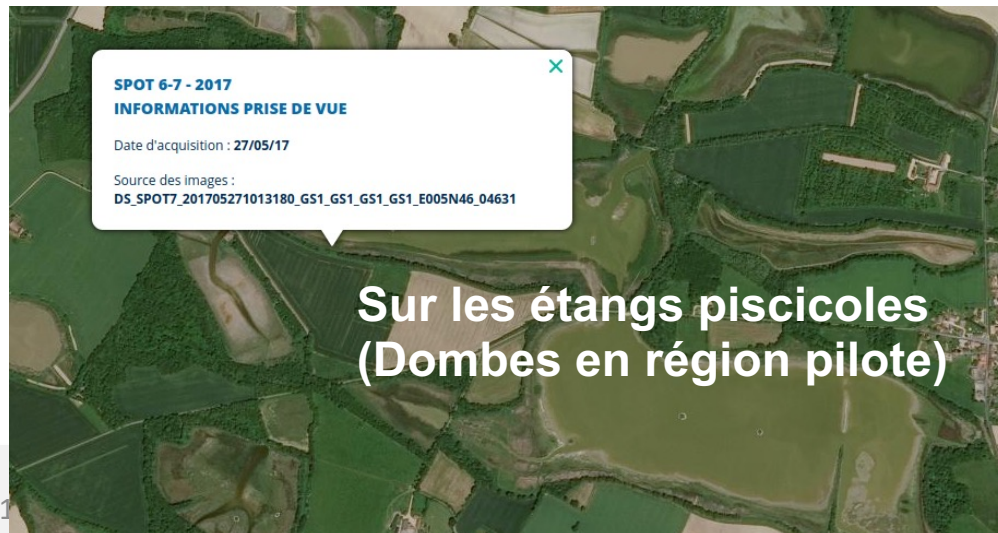 SPOT 6-7 - 2017
INFORMATIONS PRISE DE VUE
Date d'acquisition : 27/05/17
Source des images :
DS_SPOT7_201705271013180_GS1_GS1_GS1_GS1_E005N46_04631
Sur les étangs piscicoles
(Dombes en région pilote)
1